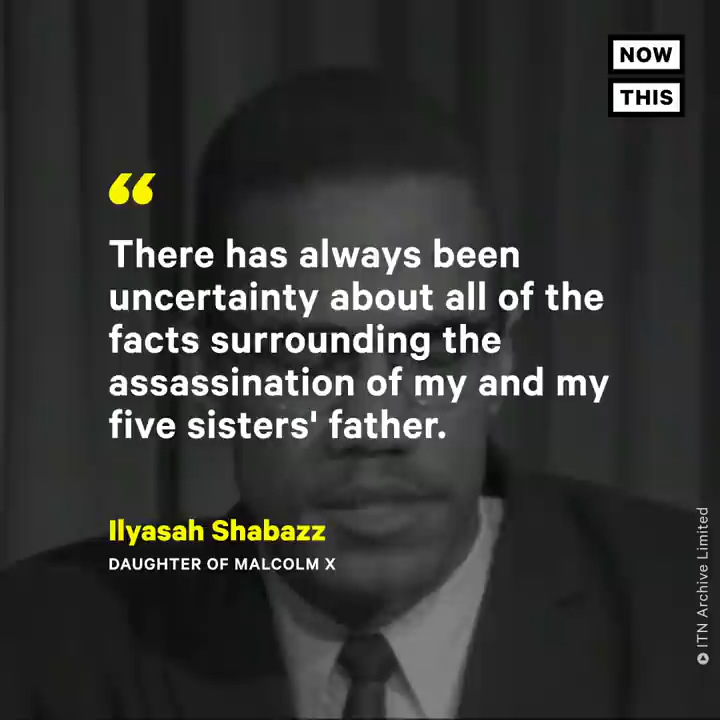 NOW
THIS
“
There has always been
uncertainty about all of the
facts surrounding the
assassination of my and my
five sisters' father.
Ilyasah Shabazz
DAUGHTER OF MALCOLM X
ITN Archive Limited